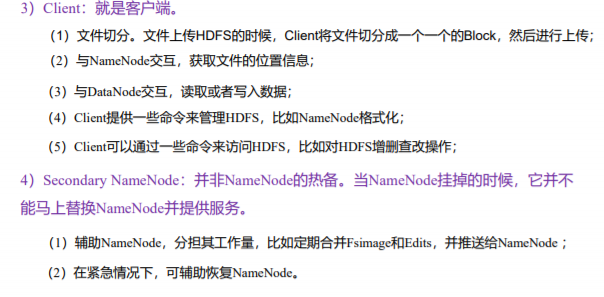 3）Client：就是客户端。
（1）文件切分。文件上传HDFS的时候，Client将文件切分成一个一个的Block，然后进行上传；
（2）与NameNode交互，获取文件的位置信息；
（3）与DataNode交互，读取或者写入数据；
（4）Client提供一些命令来管理HDFS，比如NameNode格式化；
（5）Client可以通过一些命令来访问HDFS，比如对HDFS增删查改操作；
4）Secondary NameNode：并非NameNode的热备。当NameNode挂掉的时候，它并不
能马上替换NameNode并提供服务。
（1）辅助NameNode，分担其工作量，比如定期合并Fsimage和Edits，并推送给NameNode ；
（2）在紧急情况下，可辅助恢复NameNode。